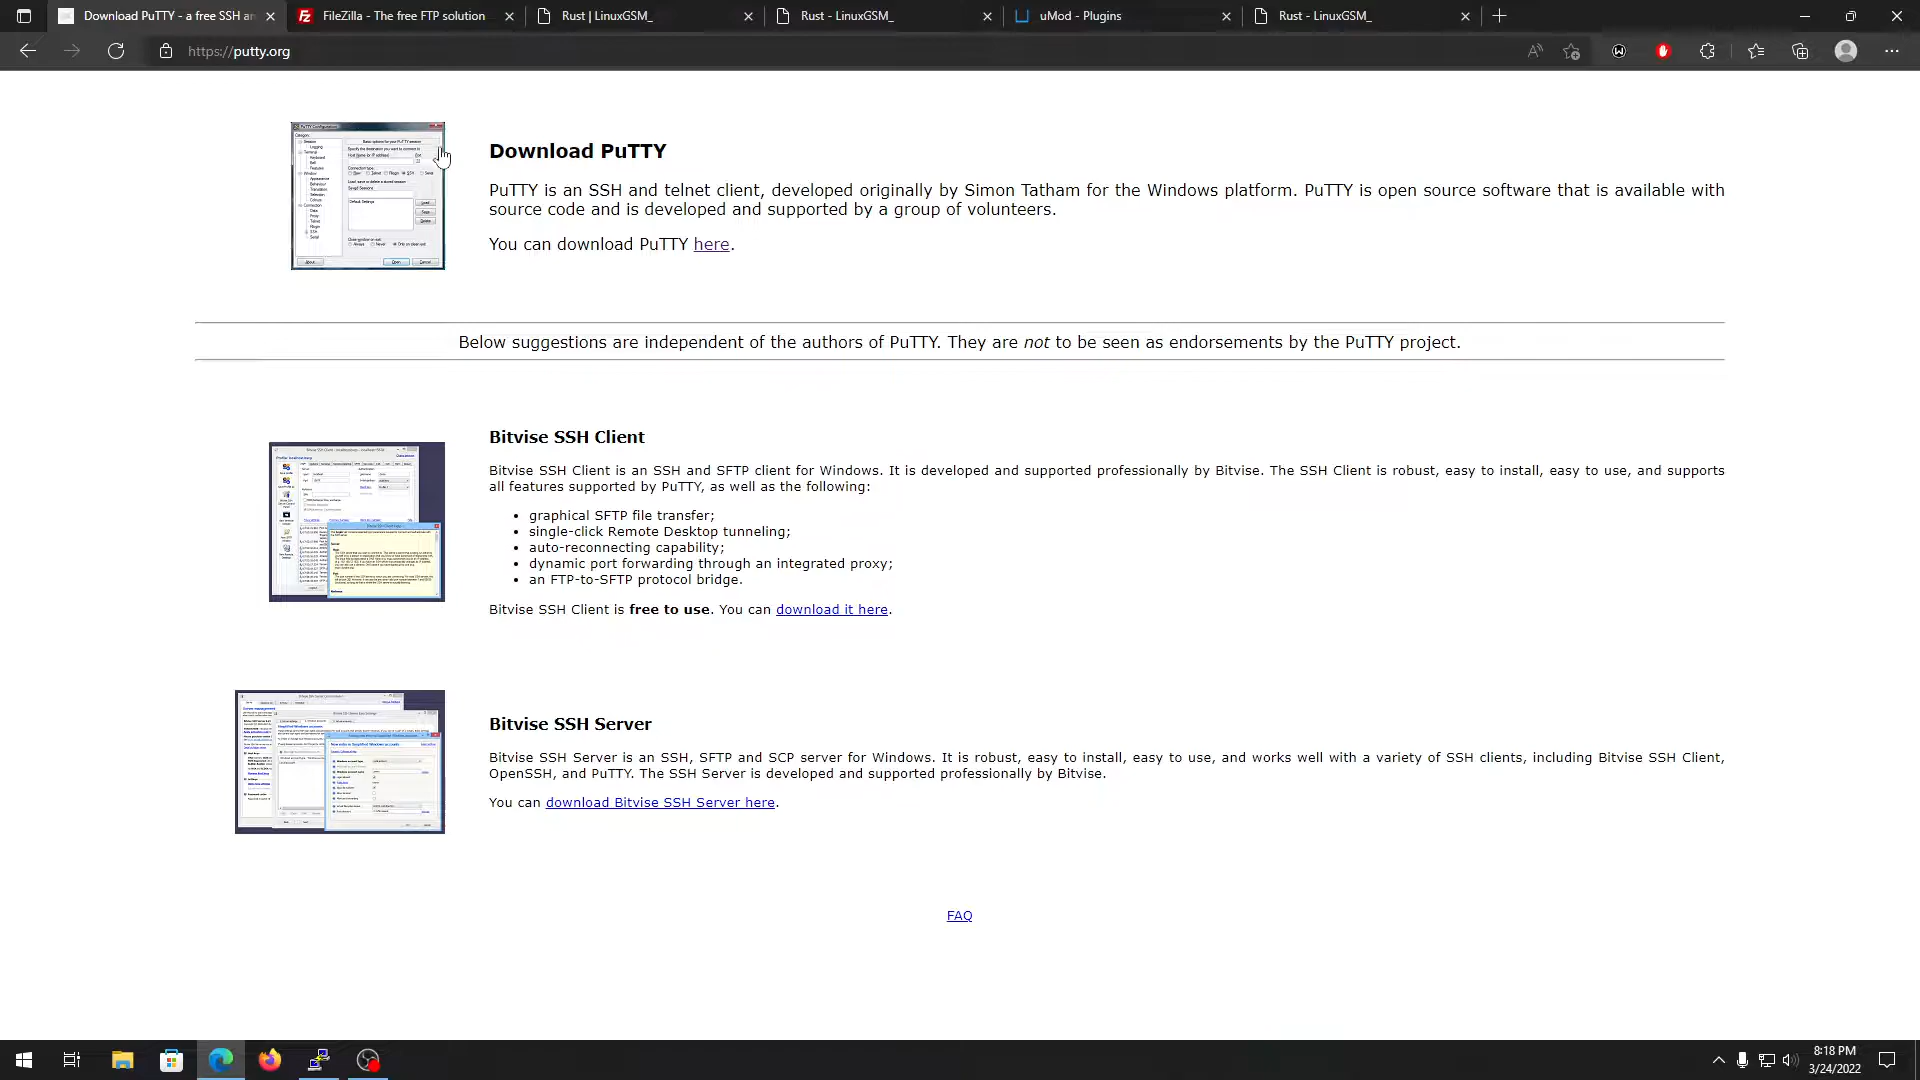 Download PuTTY - a free SSH an
FileZilla - The free FTP solution
Rust | LinuxGSM_
Rust - LinuxGSM_
uMod - Plugins
Rust - LinuxGSM_
https://putty.org
Download PuTTY
PuTTY is an SSH and telnet client, developed originally by Simon Tatham for the Windows platform. PuTTY is open source software that is available with
source code and is developed and supported by a group of volunteers.
You can download PuTTY here.
Below suggestions are independent of the authors of PuTTY. They are not to be seen as endorsements by the PuTTY project.
Bitvise SSH Client
Bitvise SSH Client is an SSH and SFTP client for Windows. It is developed and supported professionally by Bitvise. The SSH Client is robust, easy to install, easy to use, and supports
all features supported by PuTTY, as well as the following:
• graphical SFTP file transfer;
• single-click Remote Desktop tunneling;
• auto-reconnecting capability;
• dynamic port forwarding through an integrated proxy;
• an FTP-to-SFTP protocol bridge.
Bitvise SSH Client is free to use. You can download it here.
Bitvise SSH Server
Bitvise SSH Server is an SSH, SFTP and SCP server for Windows. It is robust, easy to install, easy to use, and works well with a variety of SSH clients, including Bitvise SSH Client,
OpenSSH, and PuTTY. The SSH Server is developed and supported professionally by Bitvise.
You can download Bitvise SSH Server here.
FAQ
8:18 PM
3/24/2022